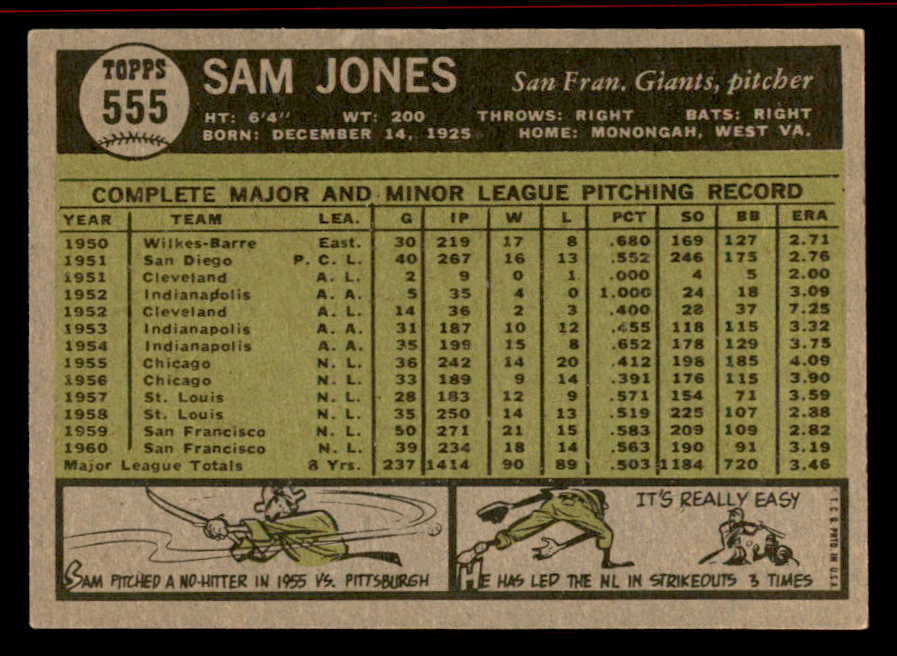 TOPPS
555
SAM JONES San Fran. Giants, pitcher
HT: 6'4" WT: 200 THROWS: RIGHT BATS: RIGHT
BORN: DECEMBER 14, 1925 HOME: MONONGAH, WEST VA.
COMPLETE MAJOR AND MINOR LEAGUE PITCHING RECORD
YEAR TEAM LEA. G IP W L PCT SO BB ERA
1950 Wilkes-Barre East. 30 219 17 8 .680 169 127 2.71
1951 San Diego P. C. L. 40 267 16 13 .552 246 175 2.76
1951 Cleveland A. L. 2 9 0 1 .000 4 5 2.00
1952 Indianapolis A. A. 5 35 4 0 1.000 24 18 3.09
1952 Cleveland A. L. 14 36 2 3 .400 28 37 7.25
1953 Indianapolis A. A. 31 187 10 12 .455 118 115 3.32
1954 Indianapolis A. A. 35 199 15 8 .652 178 129 3.75
1955 Chicago N. L. 36 242 14 20 .412 198 185 4.09
1956 Chicago N. L. 33 189 9 14 .391 176 115 3.90
1957 St. Louis N. L. 28 183 12 9 .571 154 71 3.59
1958 St. Louis N. L. 35 250 14 13 .519 225 107 2.88
1959 San Francisco N. L. 50 271 21 15 .583 209 109 2.82
1960 San Francisco N. L. 39 234 18 14 .563 190 91 3.19
Major League Totals 8 Yrs. 237 1414 90 89 .503 1184 720 3.46
SAM PITCHED A NO-HITTER IN 1955 VS. PITTSBURGH
IT'S REALLY EASY
HE HAS LED THE NL IN STRIKEOUTS 3 TIMES
T. C. G. PRTD. IN U.S.A.